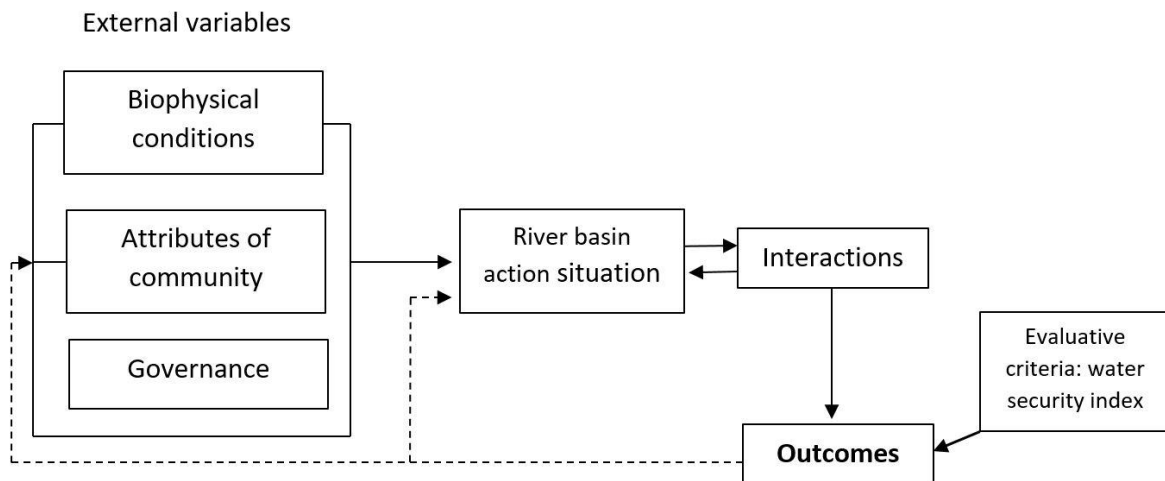 External variables
Biophysical
conditions
Attributes of
community
Governance
River basin
action situation
Interactions
Evaluative
criteria: water
security index
Outcomes